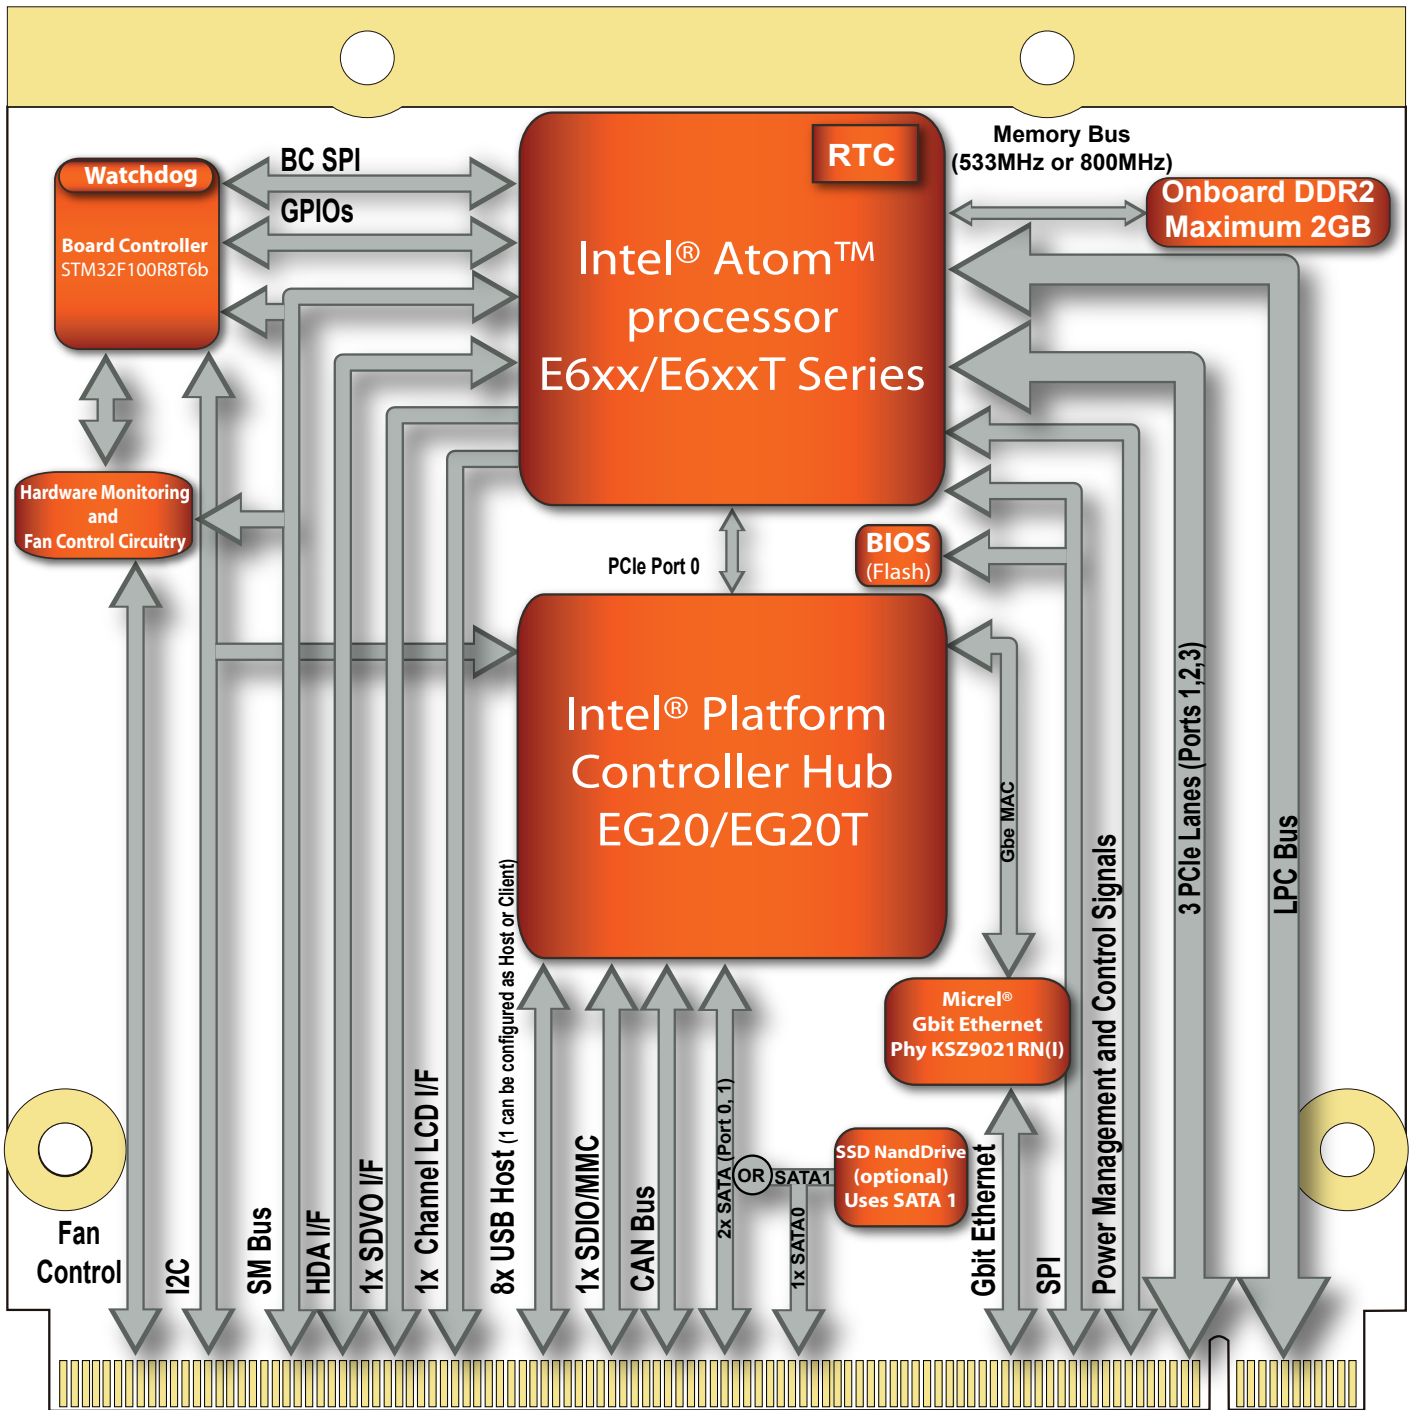 Memory Bus
(533MHz or 800MHz)
RTC
BC SPI
Watchdog
GPIOs
Onboard DDR2
Maximum 2GB
Board Controller
STM32F100R8T6b
Intel® Atom™
processor
E6xx/E6xxT Series
Hardware Monitoring
and
Fan Control Circuitry
PCIe Port 0
BIOS
(Flash)
Intel® Platform
Controller Hub
EG20/EG20T
Gbe MAC
3 PCIe Lanes (Ports 1,2,3)
LPC Bus
Micrel®
Gbit Ethernet
Phy KSZ9021RN(I)
SSD NandDrive
(optional)
Uses SATA 1
OR
SATA1
1x SATA0
2x SATA (Port 0, 1)
Fan
Control
I2C
SM Bus
HDA I/F
1x SDVO I/F
1x Channel LCD I/F
8x USB Host (1 can be configured as Host or Client)
1x SDIO/MMC
CAN Bus
Gbit Ethernet
SPI
Power Management and Control Signals